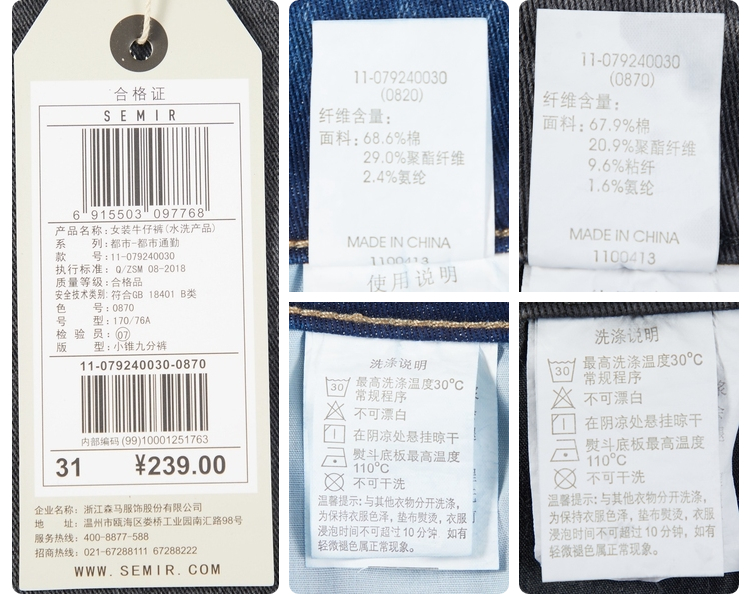 合格证
SEMIR
6 915503 097768
产品名称: 女装牛仔裤(水洗产品)
系 列: 都市-都市通勤
款 号: 11-079240030
执行标准: Q/ZSM 08-2018
质量等级: 合格品
安全技术类别: 符合GB 18401 B类
色 号: 0870
号 型: 170/76A
检 验 员: 07
版 型: 小锥九分裤
11-079240030-0870
内部编码 (99)10001251763
31 ¥239.00
企业名称: 浙江森马服饰股份有限公司
地 址: 温州市瓯海区娄桥工业园南汇路98号
服务热线: 400-8877-588
招商热线: 021-67288111 67288222
WWW. SEMIR. COM
11-079240030
(0820)
纤维含量:
面料: 68.6%棉
29.0%聚酯纤维
2.4%氨纶
MADE IN CHINA
1100413
使用说明
11-079240030
(0870)
纤维含量:
面料: 67.9%棉
20.9%聚酯纤维
9.6%粘纤
1.6%氨纶
MADE IN CHINA
1100413
洗涤说明
30 最高洗涤温度30°C
常规程序
不可漂白
在阴凉处悬挂晾干
熨斗底板最高温度
110°C
不可干洗
温馨提示: 与其他衣物分开洗涤,
为保持衣服色泽, 垫布熨烫, 衣服
浸泡时间不可超过10分钟, 如有
轻微褪色属正常现象。
洗涤说明
30 最高洗涤温度30°C
常规程序
不可漂白
在阴凉处悬挂晾干
熨斗底板最高温度
110°C
不可干洗
温馨提示: 与其他衣物分开洗涤,
为保持衣服色泽, 垫布熨烫, 衣服
浸泡时间不可超过10分钟, 如有
轻微褪色属正常现象。